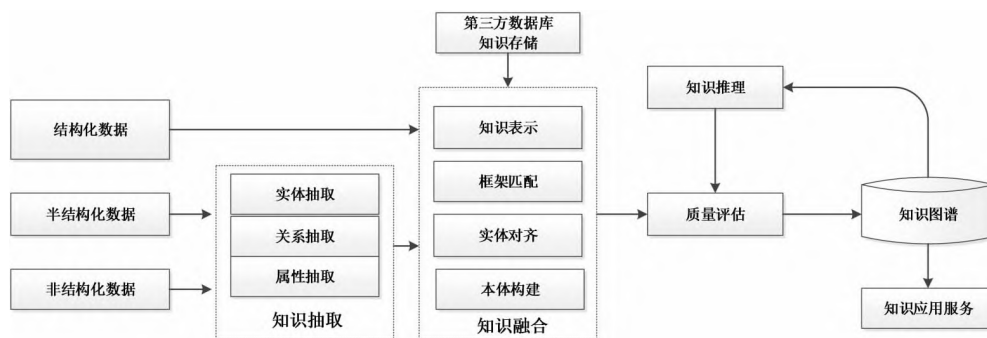 第三方数据库
知识存储
结构化数据
半结构化数据
非结构化数据
实体抽取
关系抽取
属性抽取
知识抽取
知识表示
框架匹配
实体对齐
本体构建
知识融合
知识推理
质量评估
知识图谱
知识应用服务